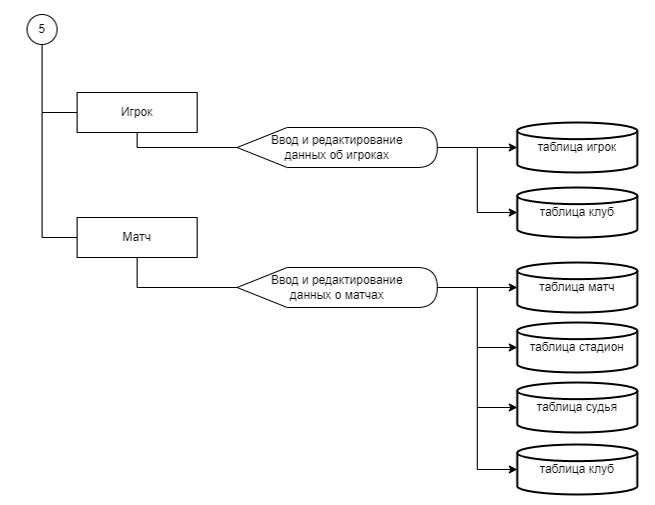 5
Игрок
Ввод и редактирование
данных об игроках
таблица игрок
таблица клуб
Матч
Ввод и редактирование
данных о матчах
таблица матч
таблица стадион
таблица судья
таблица клуб